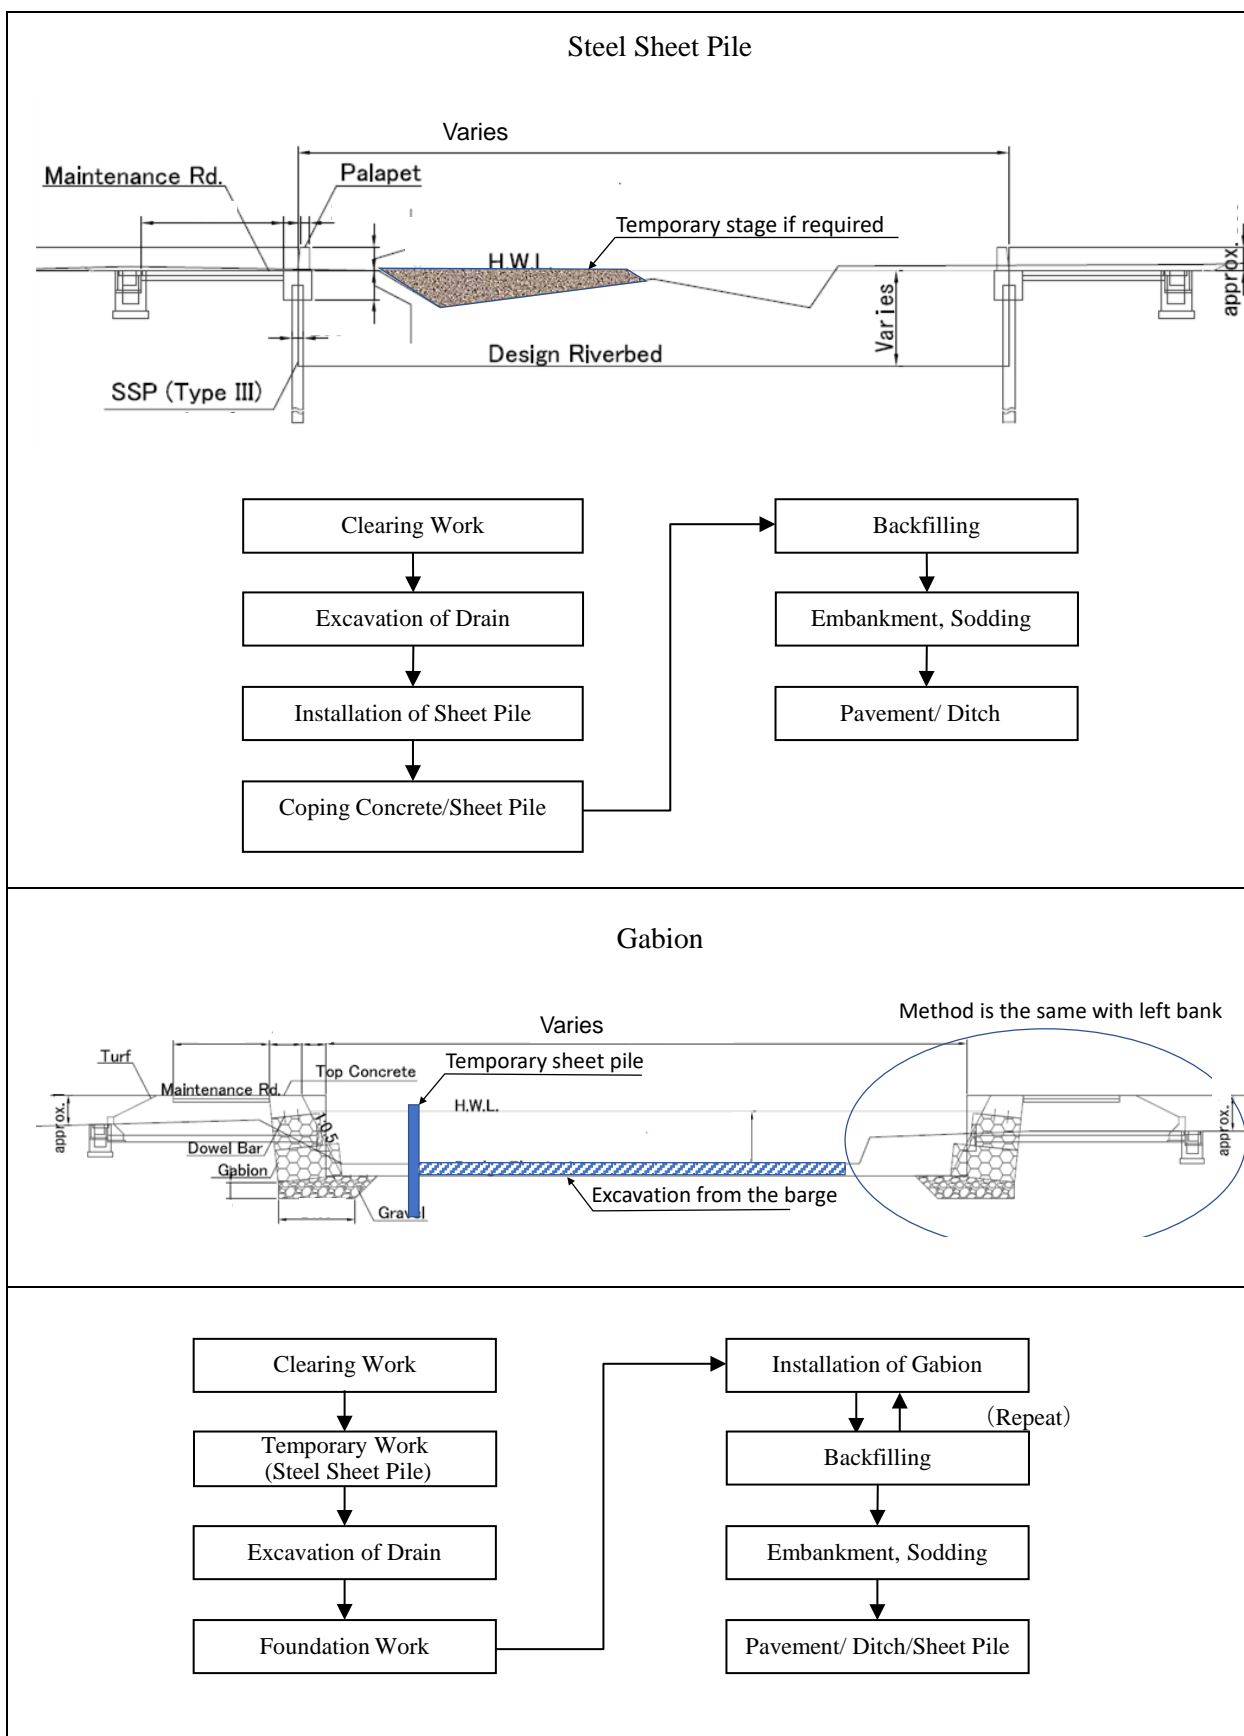 Steel Sheet Pile
Varies
Maintenance Rd.
Palapet
Temporary stage if required
H.W.L.
approx.
Varies
Design Riverbed
SSP (Type III)
Clearing Work
Excavation of Drain
Installation of Sheet Pile
Coping Concrete/Sheet Pile
Backfilling
Embankment, Sodding
Pavement/ Ditch
Gabion
Method is the same with left bank
Varies
Turf
Temporary sheet pile
Top Concrete
Maintenance Rd.
H.W.L.
approx.
approx.
1:0.5
Dowel Bar
Gabion
Excavation from the barge
Gravel
Clearing Work
Temporary Work
(Steel Sheet Pile)
Excavation of Drain
Foundation Work
Installation of Gabion
(Repeat)
Backfilling
Embankment, Sodding
Pavement/ Ditch/Sheet Pile